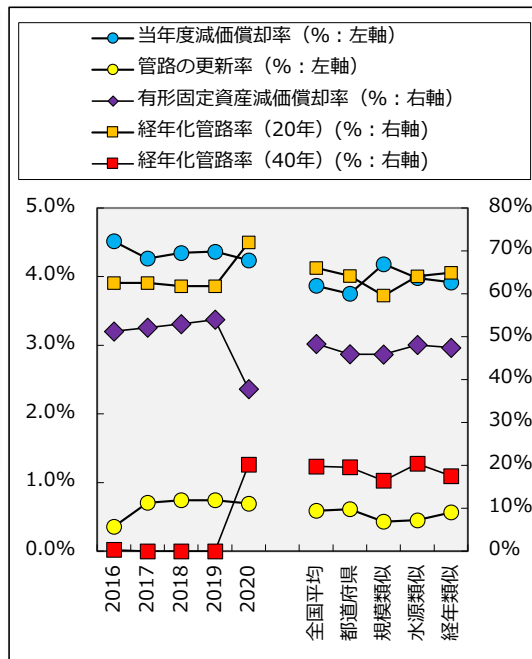 当年度減価償却率（%：左軸）
管路の更新率（%：左軸）
有形固定資産減価償却率（%：右軸）
経年化管路率（20年）(%：右軸)
経年化管路率（40年）(%：右軸)
5.0%
4.0%
3.0%
2.0%
1.0%
0.0%
80%
70%
60%
50%
40%
30%
20%
10%
0%
2016
2017
2018
2019
2020
全国平均
都道府県
規模類似
水源類似
経年類似